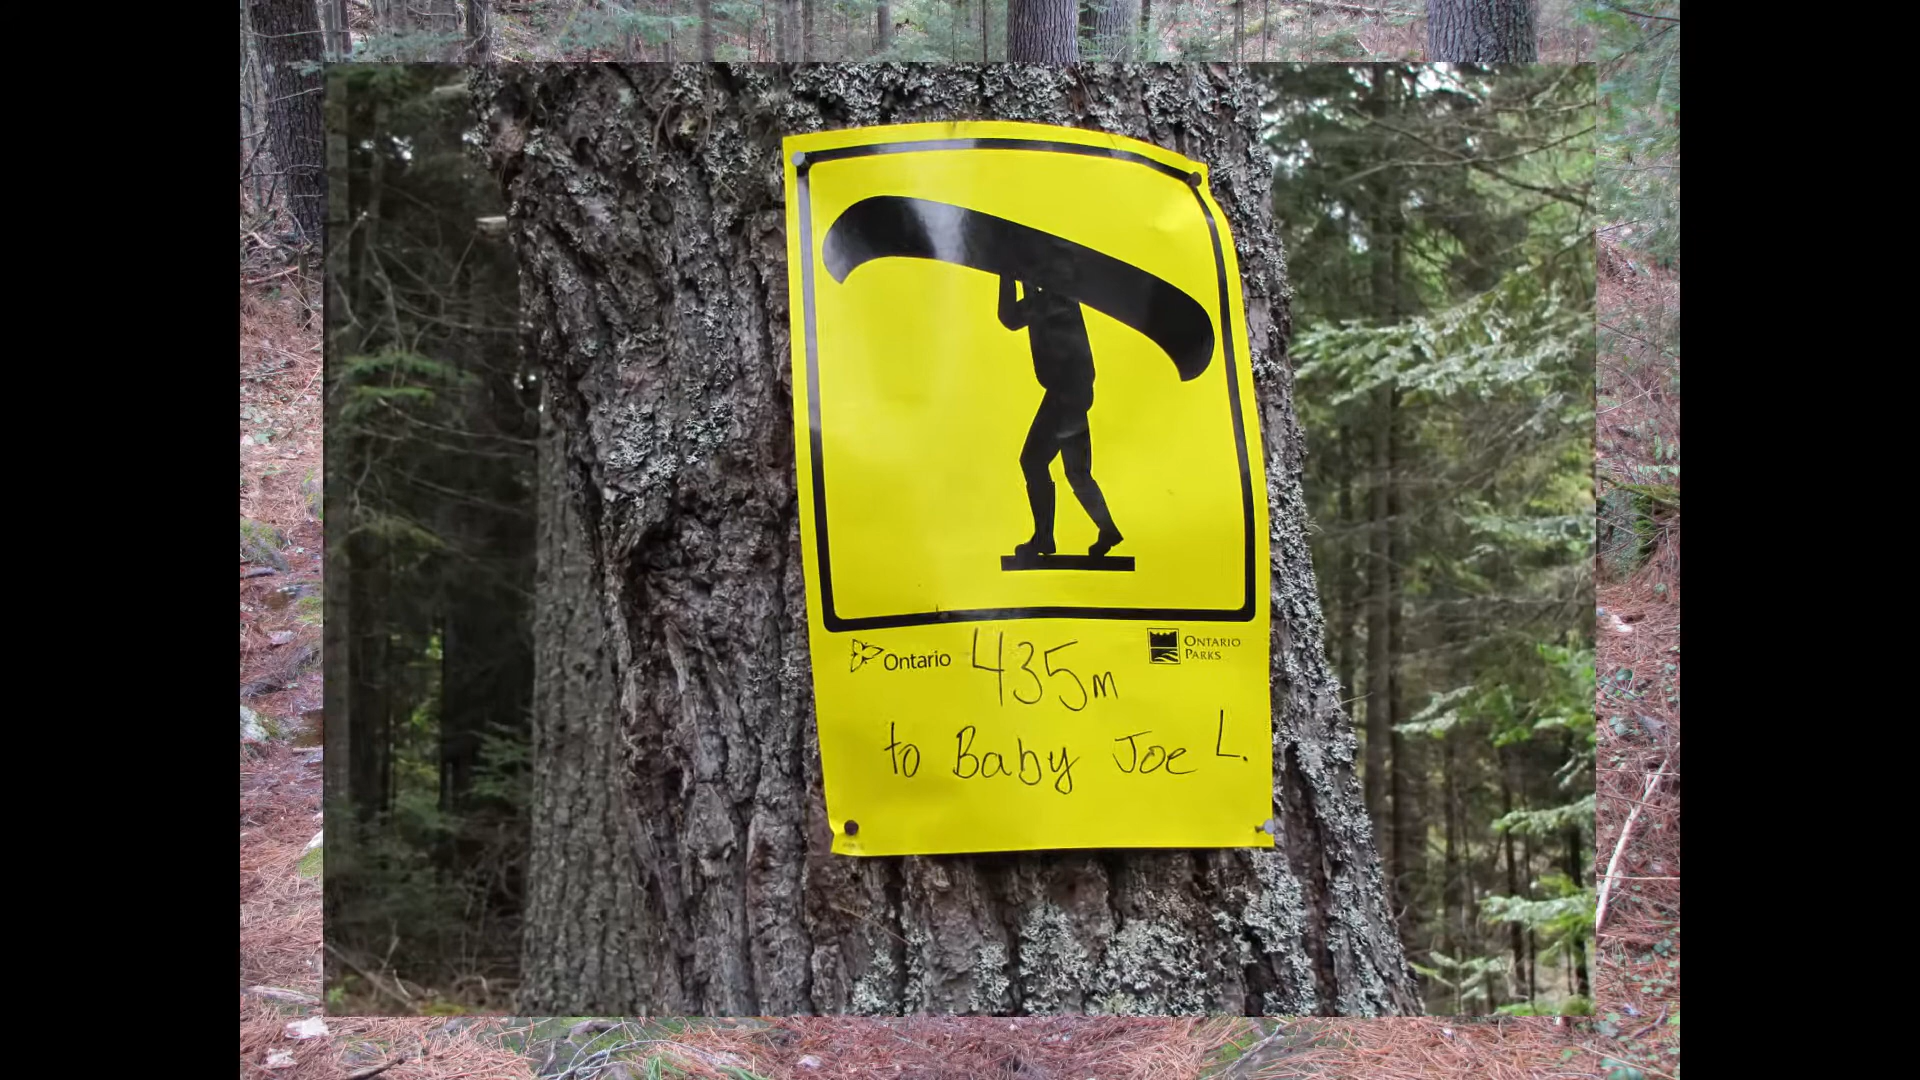 Ontario
435m
ONTARIO
PARKS
to Baby Joe L.